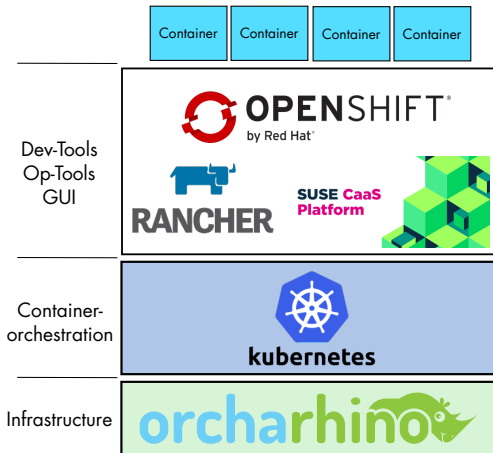 Container Container Container Container
Dev-Tools
Op-Tools
GUI
OPENSHIFT®
by Red Hat®
RANCHER
SUSE CaaS
Platform
Container-
orchestration
kubernetes
Infrastructure
orcharhino